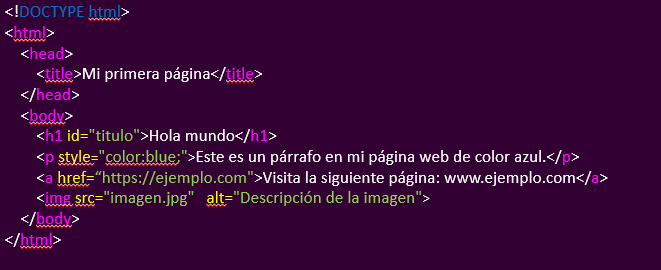 <!DOCTYPE html>
<html>
<head>
<title>Mi primera página</title>
</head>
<body>
<h1 id="titulo">Hola mundo</h1>
<p style="color:blue;">Este es un párrafo en mi página web de color azul.</p>
<a href=“https://ejemplo.com">Visita la siguiente página: www.ejemplo.com</a>
<img src="imagen.jpg" alt="Descripción de la imagen">
</body>
</html>